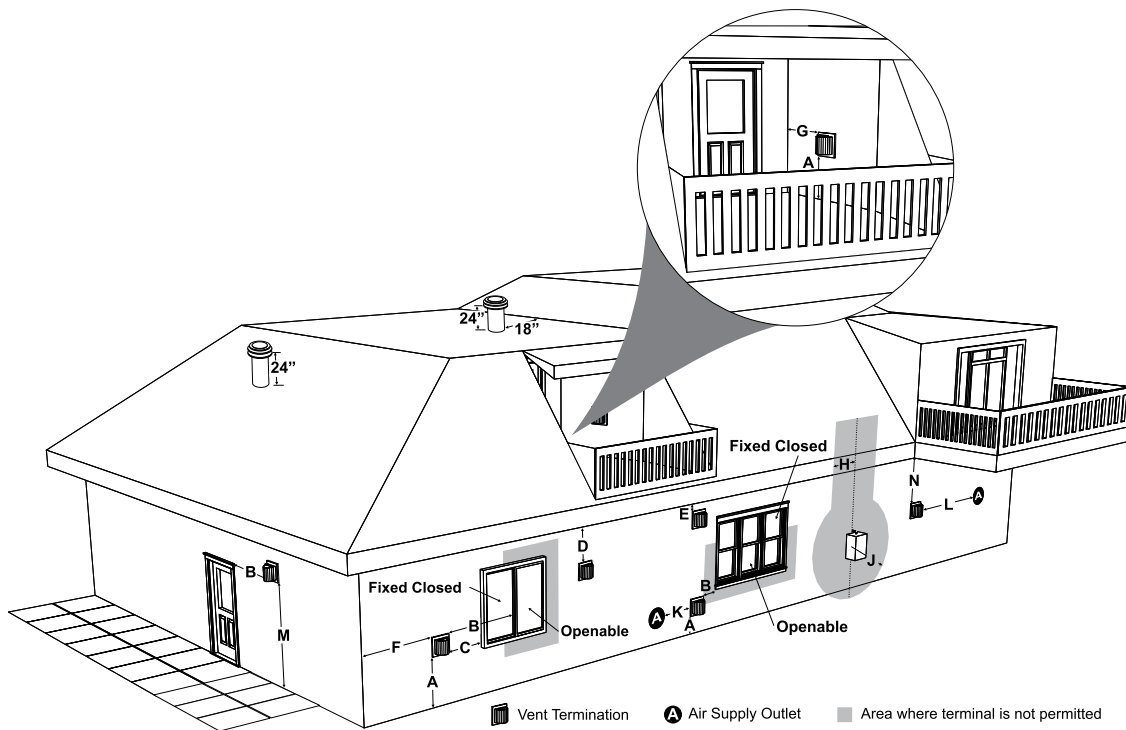 G
A
24”
18”
24”
Fixed Closed
H
N
L
A
E
D
J
B
Fixed Closed
B
B
K
A
A
Openable
Openable
M
F
C
A
Vent Termination
A Air Supply Outlet
Area where terminal is not permitted